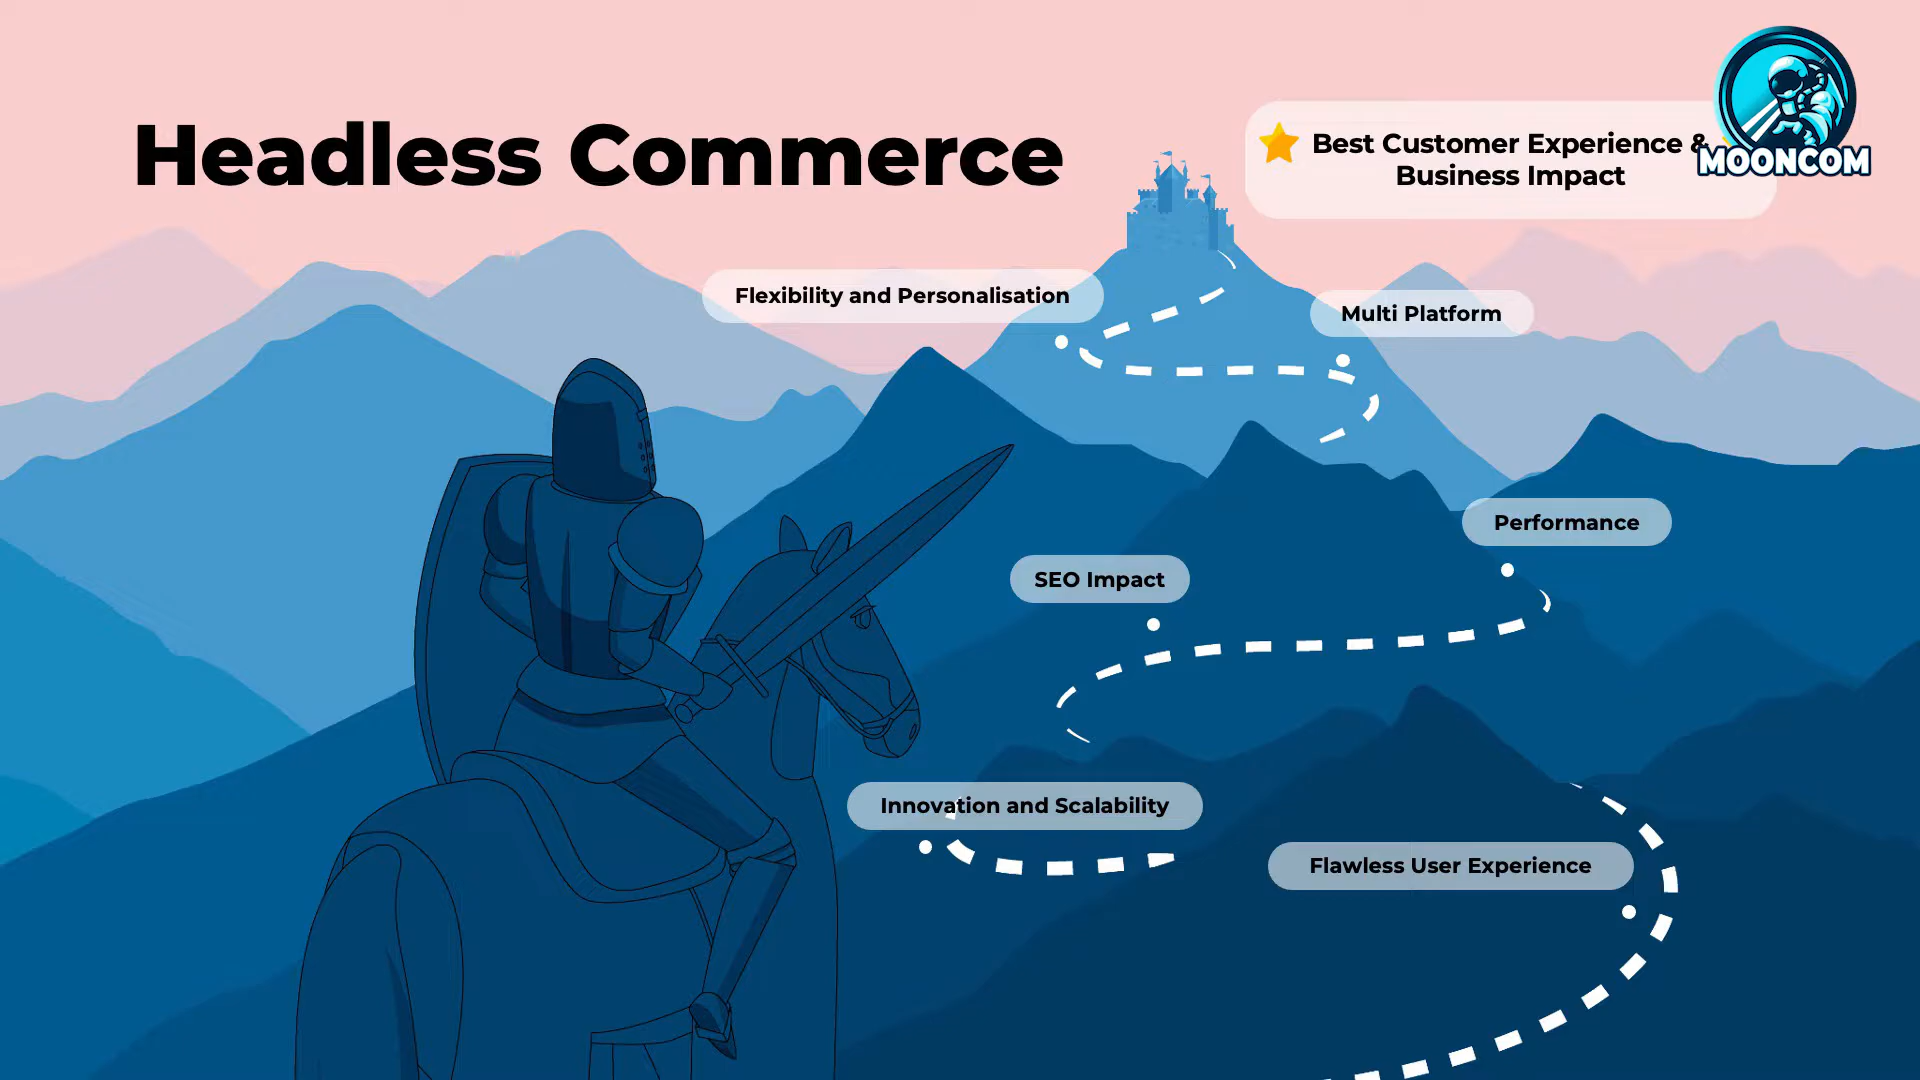 Headless Commerce
Best Customer Experience &
Business Impact
MOONCOM
Flexibility and Personalisation
Multi Platform
Performance
SEO Impact
Innovation and Scalability
Flawless User Experience